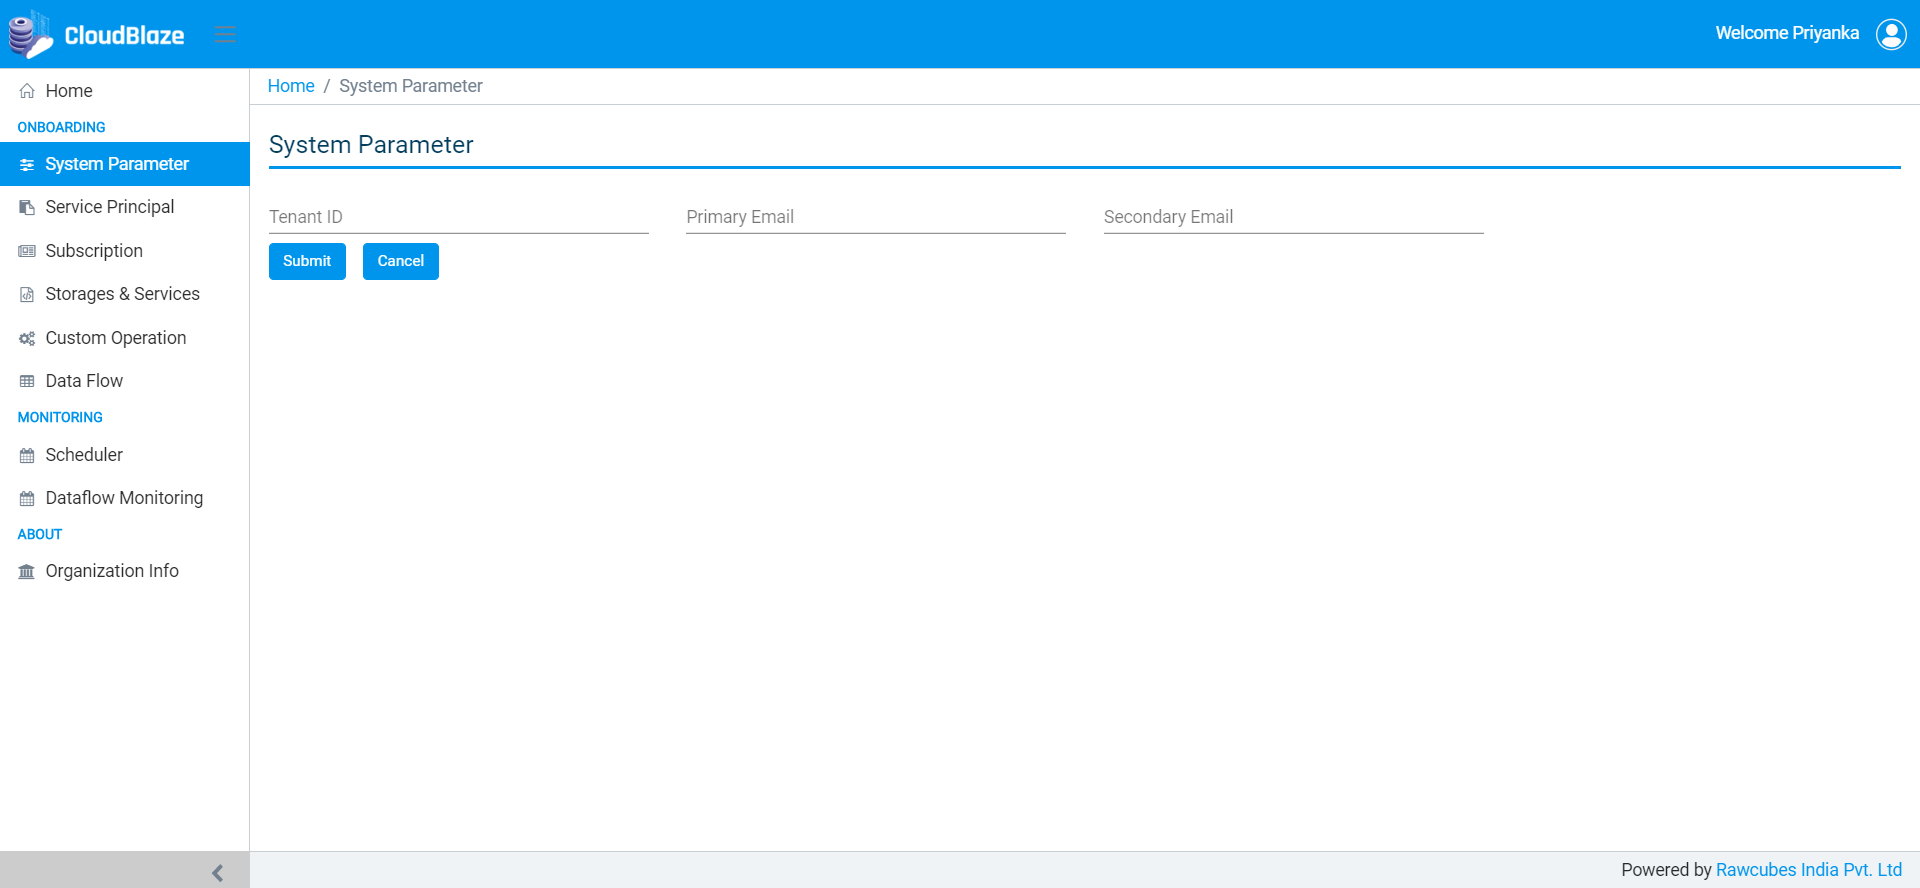 CloudBlaze
Welcome Priyanka
Home
ONBOARDING
System Parameter
Service Principal
Subscription
Storages & Services
Custom Operation
Data Flow
MONITORING
Scheduler
Dataflow Monitoring
ABOUT
Organization Info
Home / System Parameter
System Parameter
Tenant ID Primary Email Secondary Email
Submit Cancel
Powered by Rawcubes India Pvt. Ltd